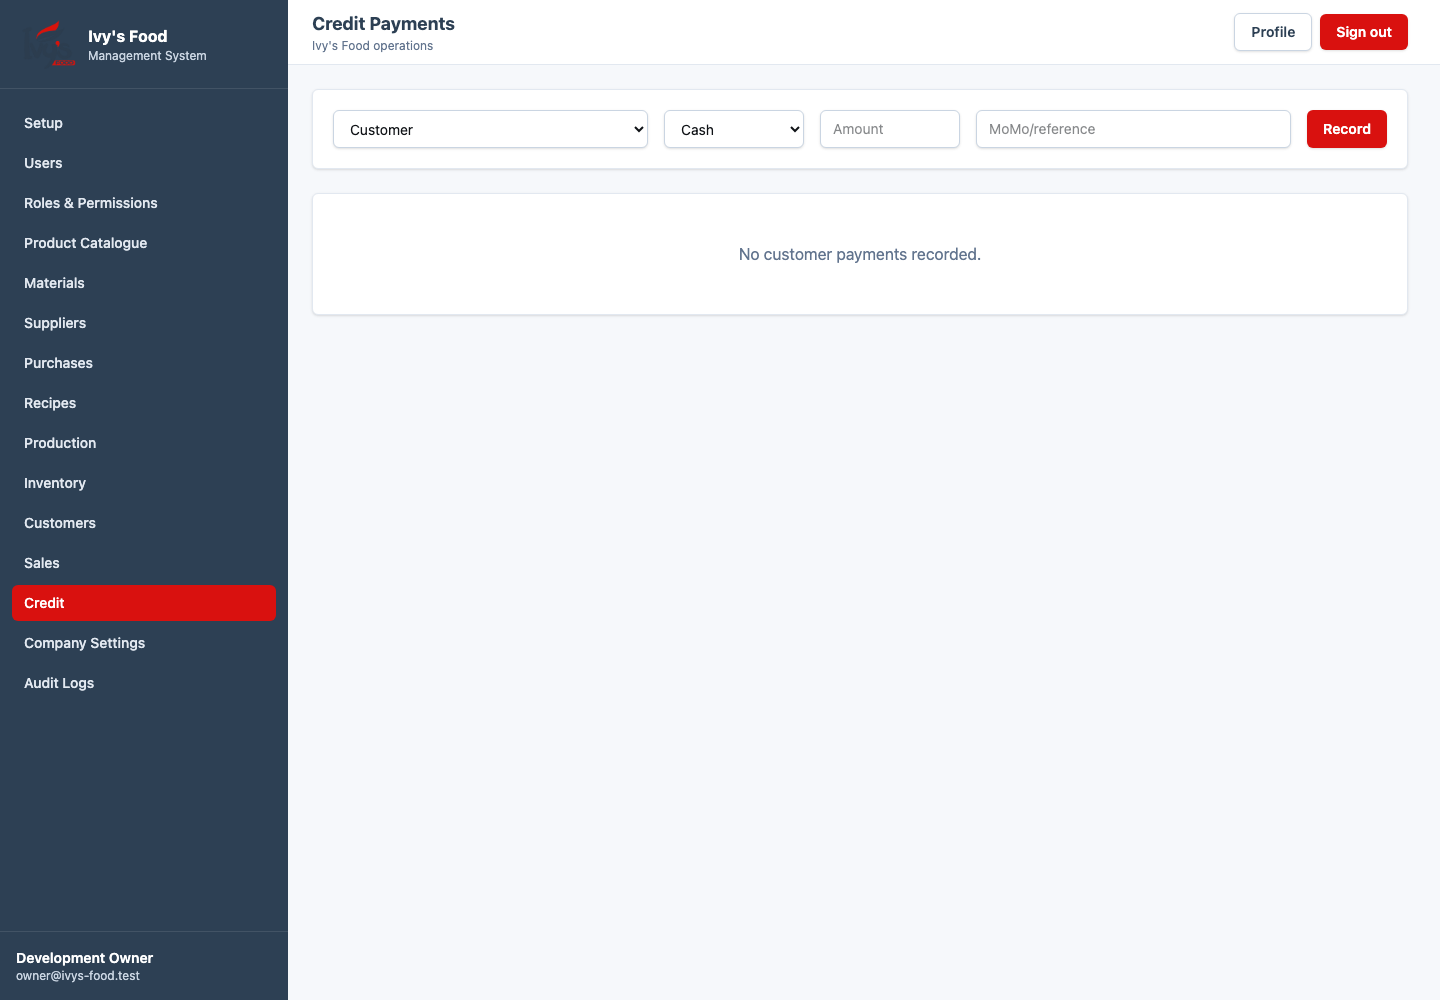 Ivy's Food
Management System
Setup
Users
Roles & Permissions
Product Catalogue
Materials
Suppliers
Purchases
Recipes
Production
Inventory
Customers
Sales
Credit
Company Settings
Audit Logs
Development Owner
owner@ivys-food.test
Credit Payments
Ivy's Food operations
Profile
Sign out
Customer
Cash
Amount
MoMo/reference
Record
No customer payments recorded.